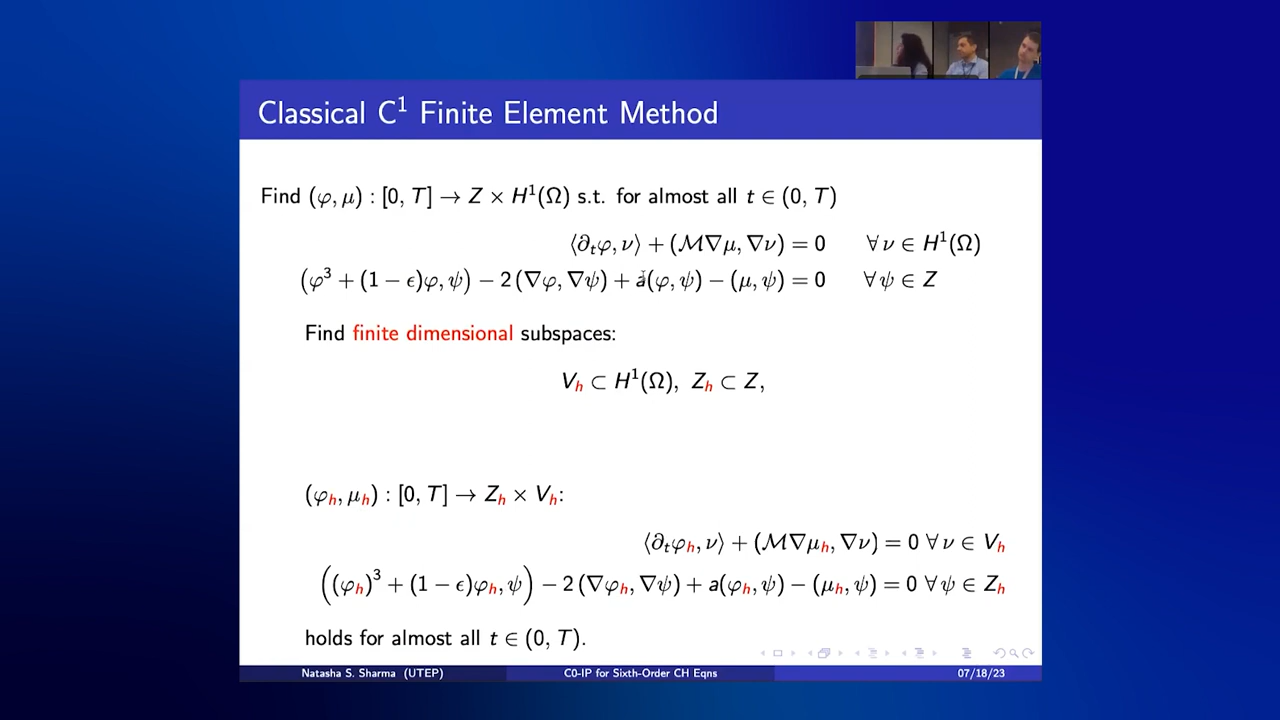 Classical C¹ Finite Element Method
Find (φ, μ) : [0, T] → Z × H¹(Ω) s.t. for almost all t ∈ (0, T)
⟨∂ₜφ, ν⟩ + (ℳ∇μ, ∇ν) = 0 ∀ ν ∈ H¹(Ω)
(φ³ + (1 − ϵ)φ, ψ) − 2 (∇φ, ∇ψ) + a(φ, ψ) − (μ, ψ) = 0 ∀ ψ ∈ Z
Find finite dimensional subspaces:
Vₕ ⊂ H¹(Ω), Zₕ ⊂ Z,
(φₕ, μₕ) : [0, T] → Zₕ × Vₕ:
⟨∂ₜφₕ, ν⟩ + (ℳ∇μₕ, ∇ν) = 0 ∀ ν ∈ Vₕ
((φₕ)³ + (1 − ϵ)φₕ, ψ) − 2 (∇φₕ, ∇ψ) + a(φₕ, ψ) − (μₕ, ψ) = 0 ∀ ψ ∈ Zₕ
holds for almost all t ∈ (0, T).
Natasha S. Sharma (UTEP) C0-IP for Sixth-Order CH Eqns 07/18/23